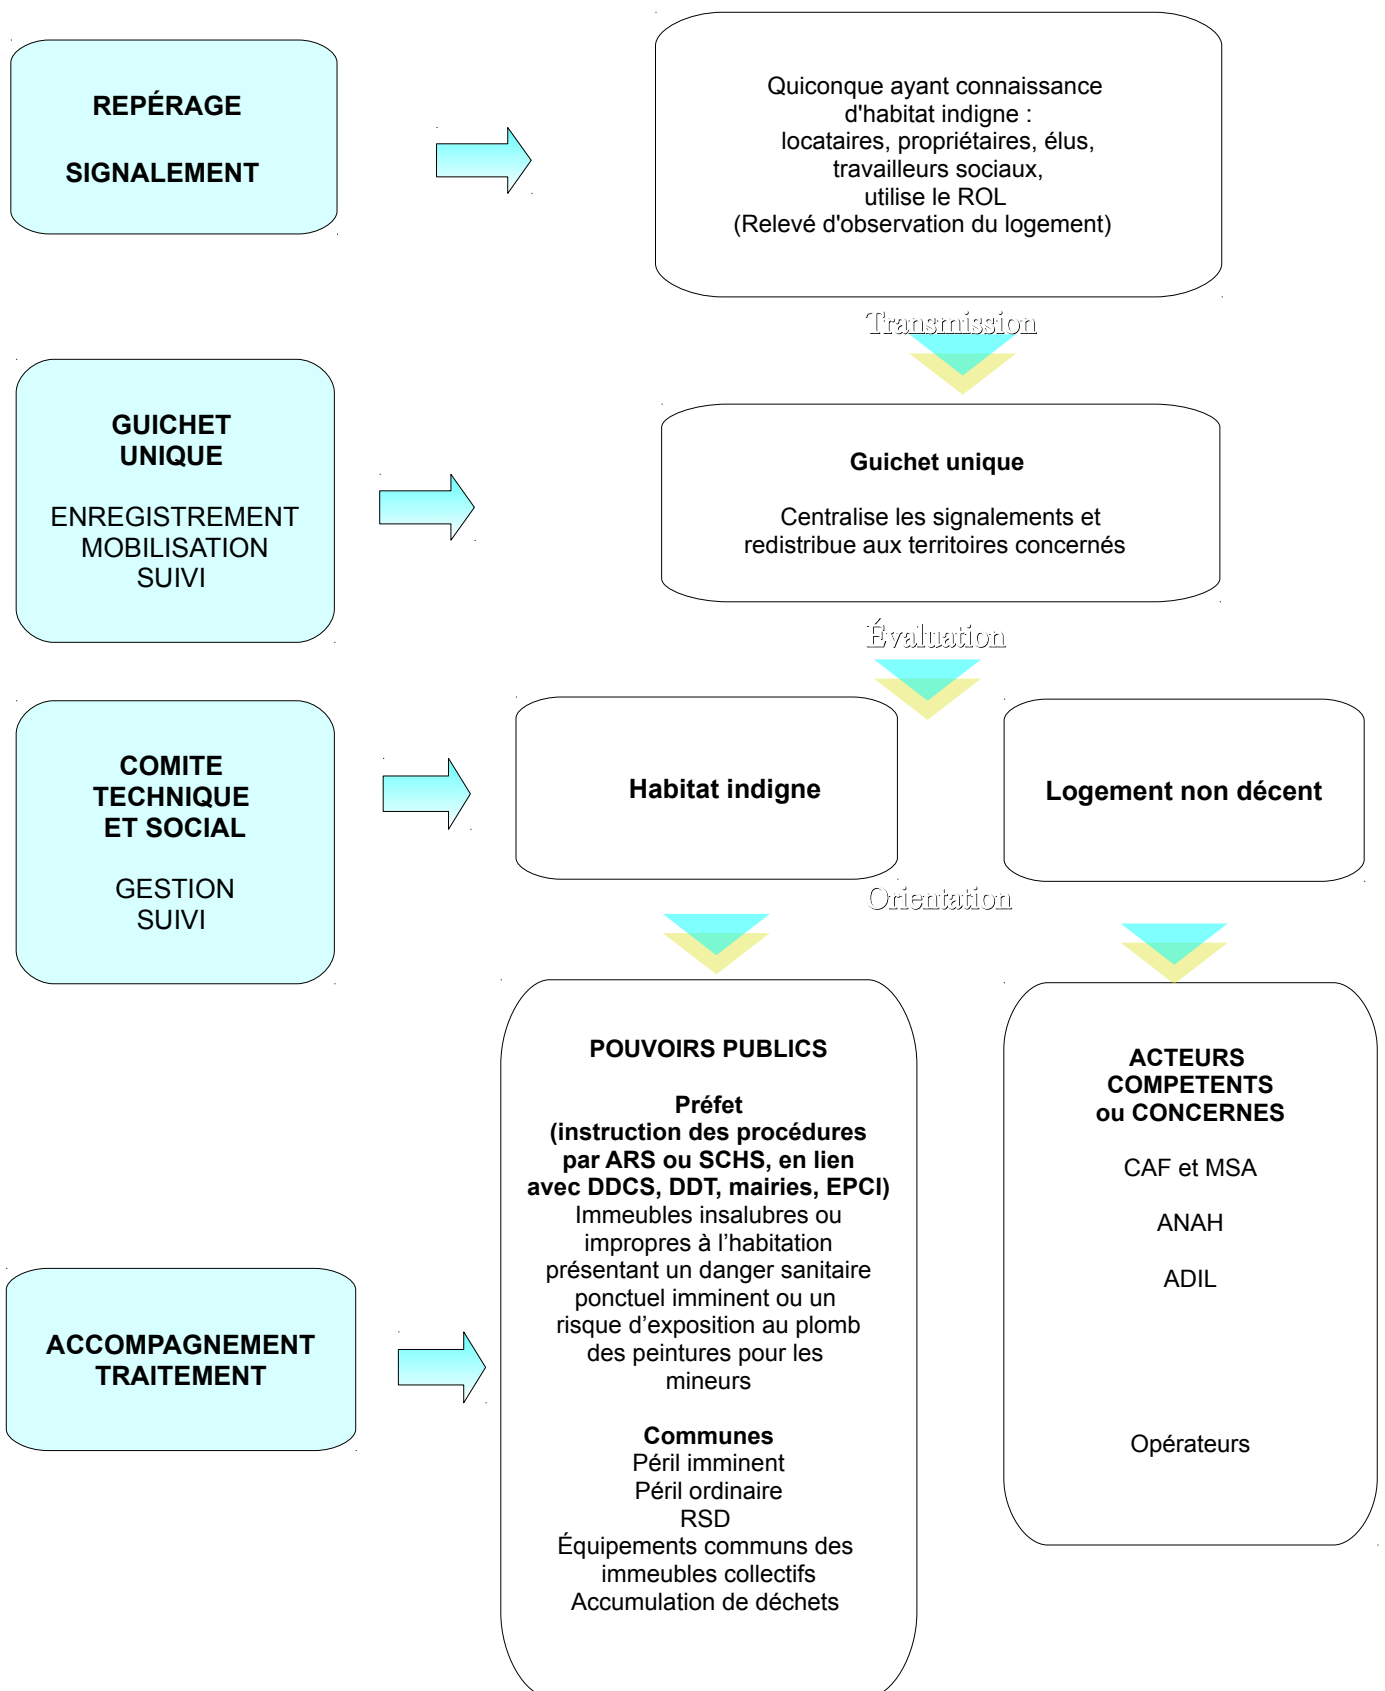 REPÉRAGE
SIGNALEMENT
Quiconque ayant connaissance
d'habitat indigne :
locataires, propriétaires, élus,
travailleurs sociaux,
utilise le ROL
(Relevé d'observation du logement)
Transmission
GUICHET
UNIQUE
ENREGISTREMENT
MOBILISATION
SUIVI
Guichet unique
Centralise les signalements et
redistribue aux territoires concernés
Évaluation
COMITE
TECHNIQUE
ET SOCIAL
GESTION
SUIVI
Habitat indigne
Logement non décent
Orientation
POUVOIRS PUBLICS
Préfet
(instruction des procédures
par ARS ou SCHS, en lien
avec DDCS, DDT, mairies, EPCI)
Immeubles insalubres ou
impropres à l’habitation
présentant un danger sanitaire
ponctuel imminent ou un
risque d’exposition au plomb
des peintures pour les
mineurs
Communes
Péril imminent
Péril ordinaire
RSD
Équipements communs des
immeubles collectifs
Accumulation de déchets
ACTEURS
COMPETENTS
ou CONCERNES
CAF et MSA
ANAH
ADIL
Opérateurs
ACCOMPAGNEMENT
TRAITEMENT